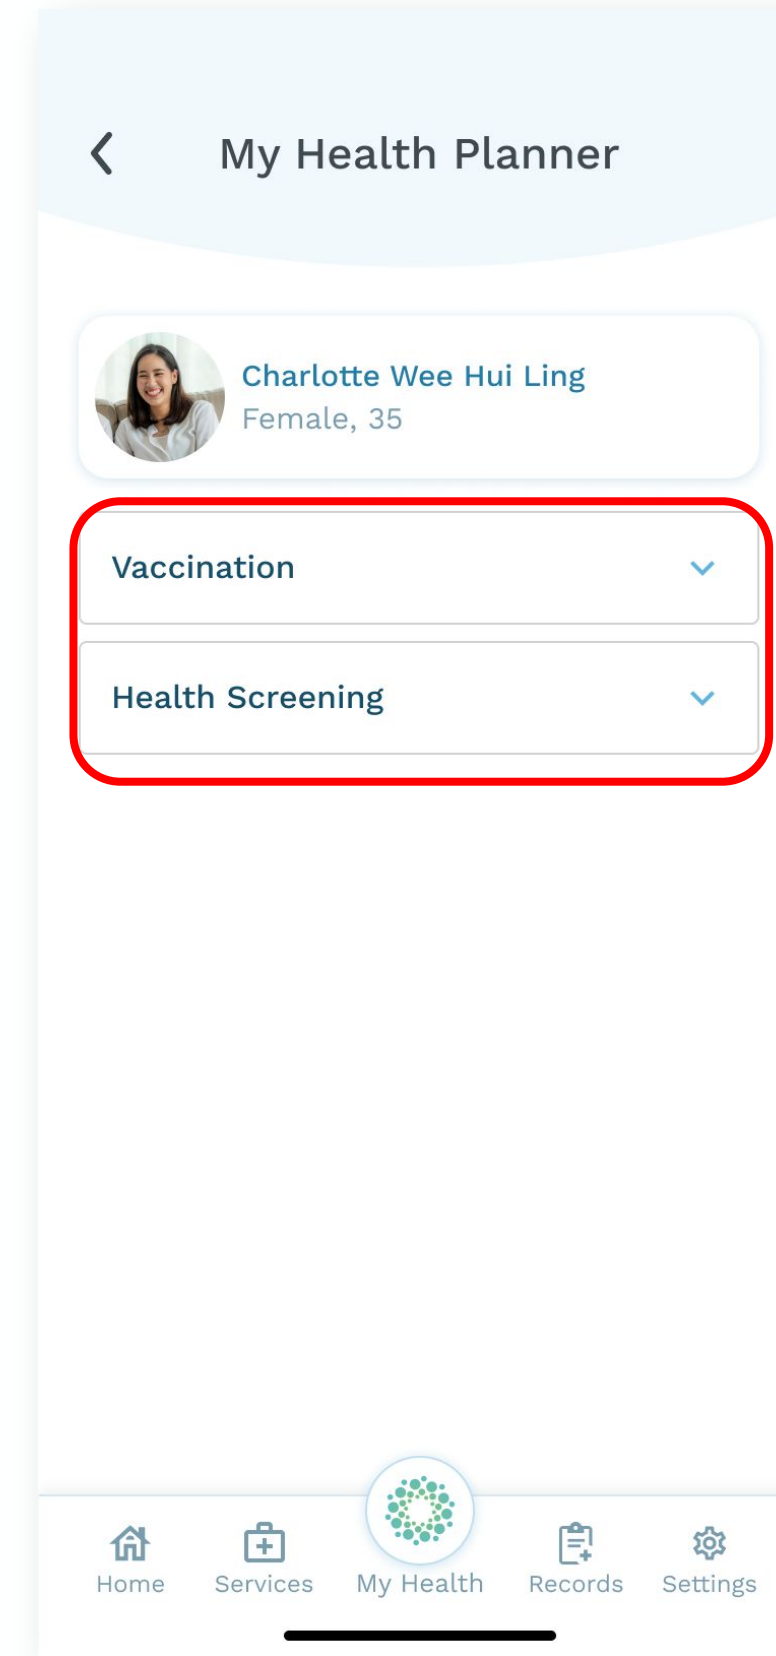 My Health Planner
Charlotte Wee Hui Ling
Female, 35
Vaccination
Health Screening
Home Services My Health Records Settings